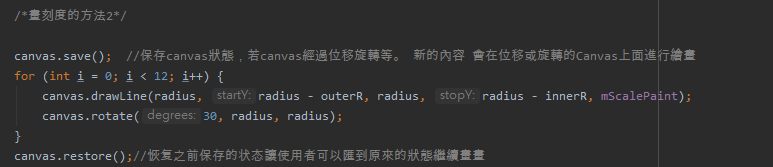 /*畫刻度的方法2*/
canvas.save();  //保存canvas狀態，若canvas經過位移旋轉等。 新的內容 會在位移或旋轉的Canvas上面進行繪畫
for (int i = 0; i < 12; i++) {
    canvas.drawLine(radius, startY: radius - outerR, radius, stopY: radius - innerR, mScalePaint);
    canvas.rotate( degrees: 30, radius, radius);
}
canvas.restore();//恢复之前保存的状态讓使用者可以匯到原來的狀態繼續畫畫